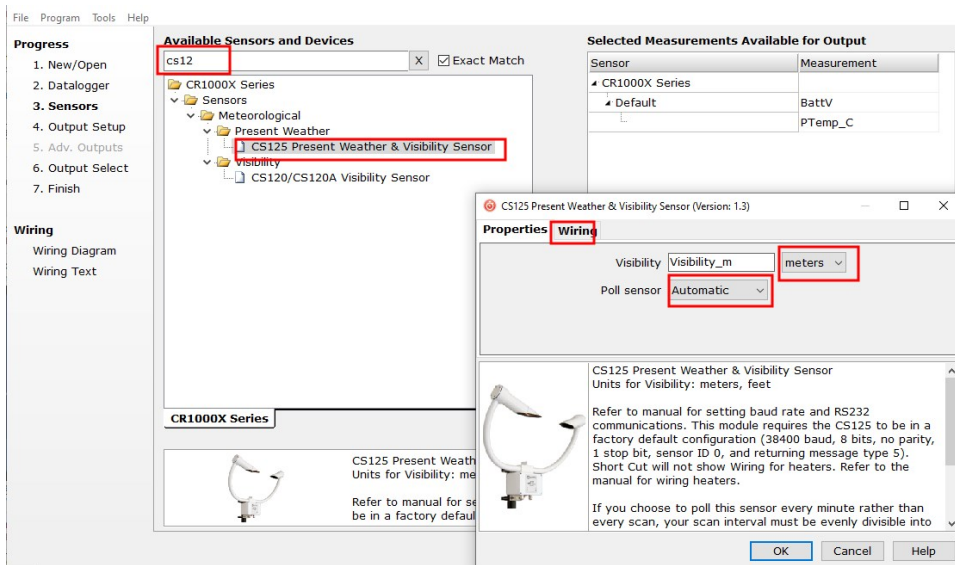 File Program Tools Help
Progress
1. New/Open
2. Datalogger
3. Sensors
4. Output Setup
5. Adv. Outputs
6. Output Select
7. Finish
Wiring
Wiring Diagram
Wiring Text
Available Sensors and Devices
cs12 X Exact Match
CR1000X Series
Sensors
Meteorological
Present Weather
CS125 Present Weather & Visibility Sensor
Visibility
CS120/CS120A Visibility Sensor
CR1000X Series
CS125 Present Weath
Units for Visibility: me
Refer to manual for se
be in a factory defaul
Selected Measurements Available for Output
Sensor Measurement
CR1000X Series
Default BattV
PTemp_C
CS125 Present Weather & Visibility Sensor (Version: 1.3)
Properties Wiring
Visibility Visibility_m meters
Poll sensor Automatic
CS125 Present Weather & Visibility Sensor
Units for Visibility: meters, feet
Refer to manual for setting baud rate and RS232
communications. This module requires the CS125 to be in a
factory default configuration (38400 baud, 8 bits, no parity,
1 stop bit, sensor ID 0, and returning message type 5).
Short Cut will not show Wiring for heaters. Refer to the
manual for wiring heaters.
If you choose to poll this sensor every minute rather than
every scan, your scan interval must be evenly divisible into
OK Cancel Help